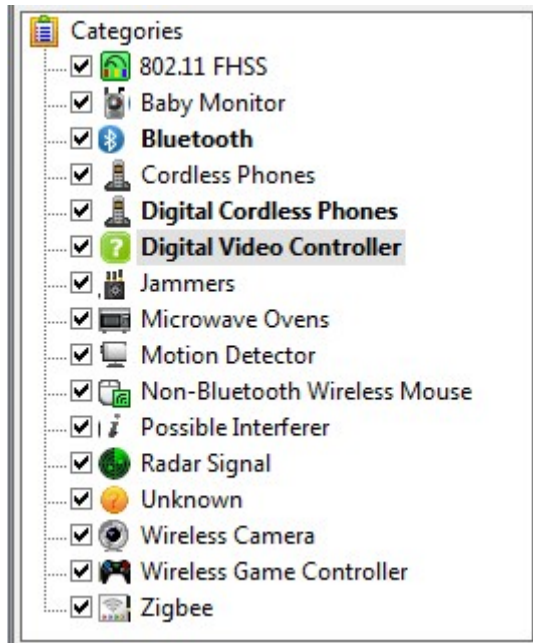 Categories
802.11 FHSS
Baby Monitor
Bluetooth
Cordless Phones
Digital Cordless Phones
Digital Video Controller
Jammers
Microwave Ovens
Motion Detector
Non-Bluetooth Wireless Mouse
Possible Interferer
Radar Signal
Unknown
Wireless Camera
Wireless Game Controller
Zigbee